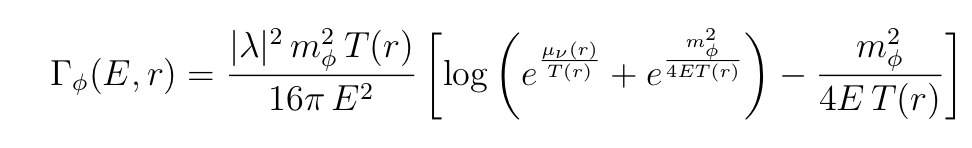 Γ_ϕ(E, r) = \frac{|λ|^2 m_ϕ^2 T(r)}{16π E^2} \left[ \log \left( e^{\frac{μ_ν(r)}{T(r)}} + e^{\frac{m_ϕ^2}{4ET(r)}} \right) − \frac{m_ϕ^2}{4E T(r)} \right]